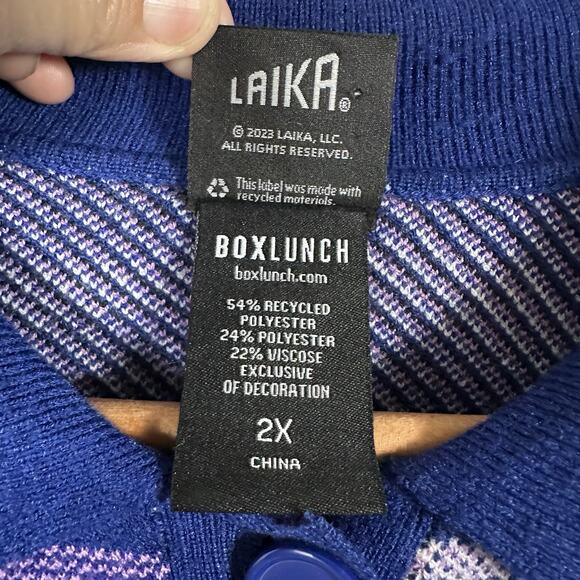 LAIKA®
© 2023 LAIKA, LLC.
ALL RIGHTS RESERVED.
This label was made with
recycled materials.
BOXLUNCH
boxlunch.com
54% RECYCLED
POLYESTER
24% POLYESTER
22% VISCOSE
EXCLUSIVE
OF DECORATION
2X
CHINA